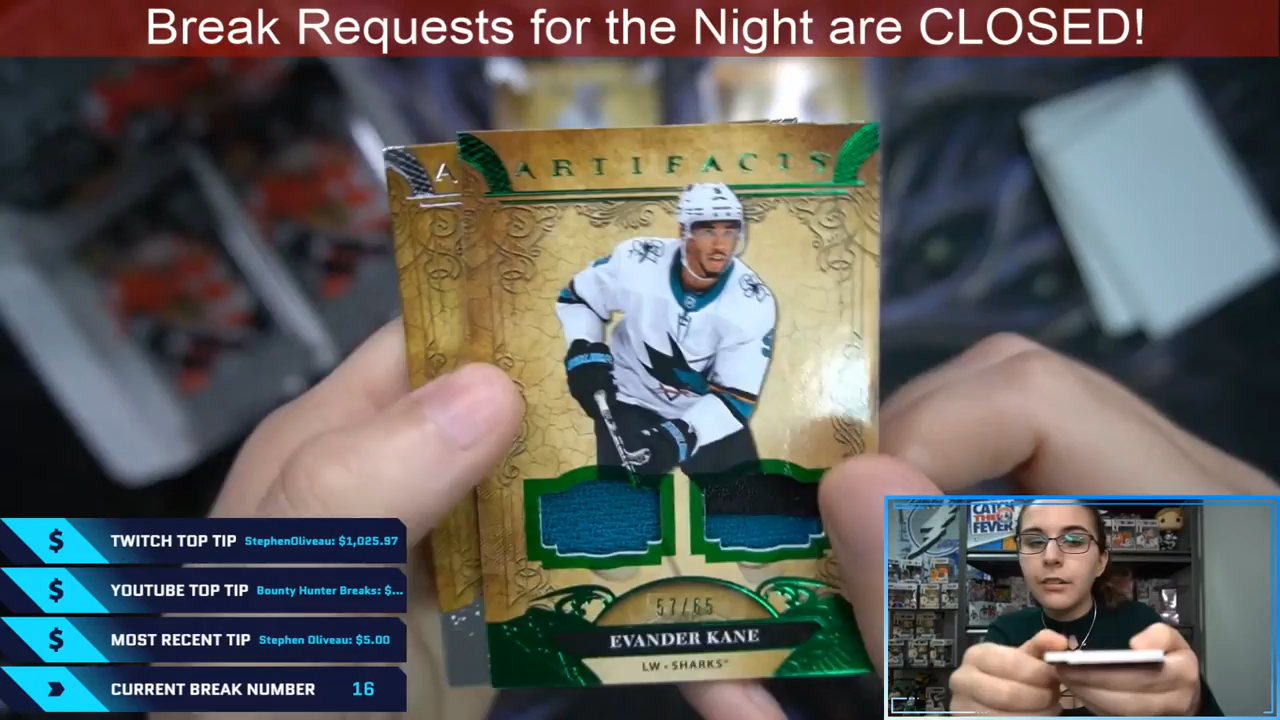 Break Requests for the Night are CLOSED!
A
ARTIFACTS
57/65
EVANDER KANE
LW • SHARKS
CATCH
THE
FEVER
TWITCH TOP TIP StephenOliveau: $1,025.97
YOUTUBE TOP TIP Bounty Hunter Breaks: $...
MOST RECENT TIP Stephen Oliveau: $5.00
CURRENT BREAK NUMBER 16